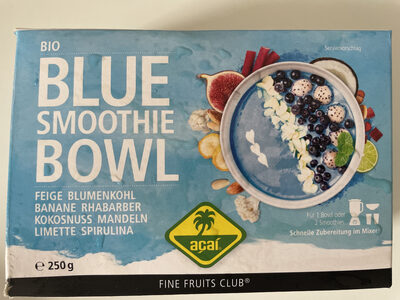 BIO
BLUE
SMOOTHIE
BOWL
FEIGE BLUMENKOHL
BANANE RHABARBER
KOKOSNUSS MANDELN
LIMETTE SPIRULINA
℮ 250 g
Serviervorschlag
açaí
Für 1 Bowl oder
2 Smoothies
Schnelle Zubereitung im Mixer
FINE FRUITS CLUB®